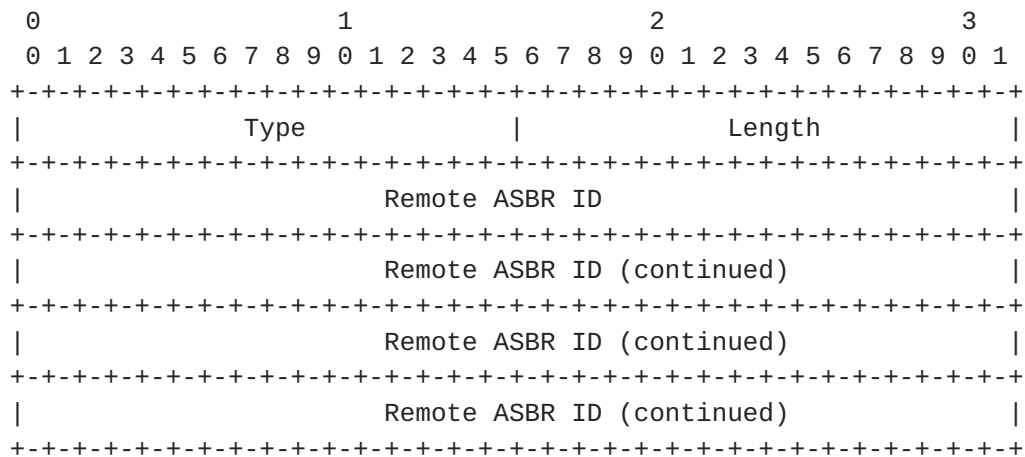 0                   1                   2                   3
 0 1 2 3 4 5 6 7 8 9 0 1 2 3 4 5 6 7 8 9 0 1 2 3 4 5 6 7 8 9 0 1
+-+-+-+-+-+-+-+-+-+-+-+-+-+-+-+-+-+-+-+-+-+-+-+-+-+-+-+-+-+-+-+-+
|              Type             |             Length            |
+-+-+-+-+-+-+-+-+-+-+-+-+-+-+-+-+-+-+-+-+-+-+-+-+-+-+-+-+-+-+-+-+
|                       Remote ASBR ID                          |
+-+-+-+-+-+-+-+-+-+-+-+-+-+-+-+-+-+-+-+-+-+-+-+-+-+-+-+-+-+-+-+-+
|                       Remote ASBR ID (continued)              |
+-+-+-+-+-+-+-+-+-+-+-+-+-+-+-+-+-+-+-+-+-+-+-+-+-+-+-+-+-+-+-+-+
|                       Remote ASBR ID (continued)              |
+-+-+-+-+-+-+-+-+-+-+-+-+-+-+-+-+-+-+-+-+-+-+-+-+-+-+-+-+-+-+-+-+
|                       Remote ASBR ID (continued)              |
+-+-+-+-+-+-+-+-+-+-+-+-+-+-+-+-+-+-+-+-+-+-+-+-+-+-+-+-+-+-+-+-+